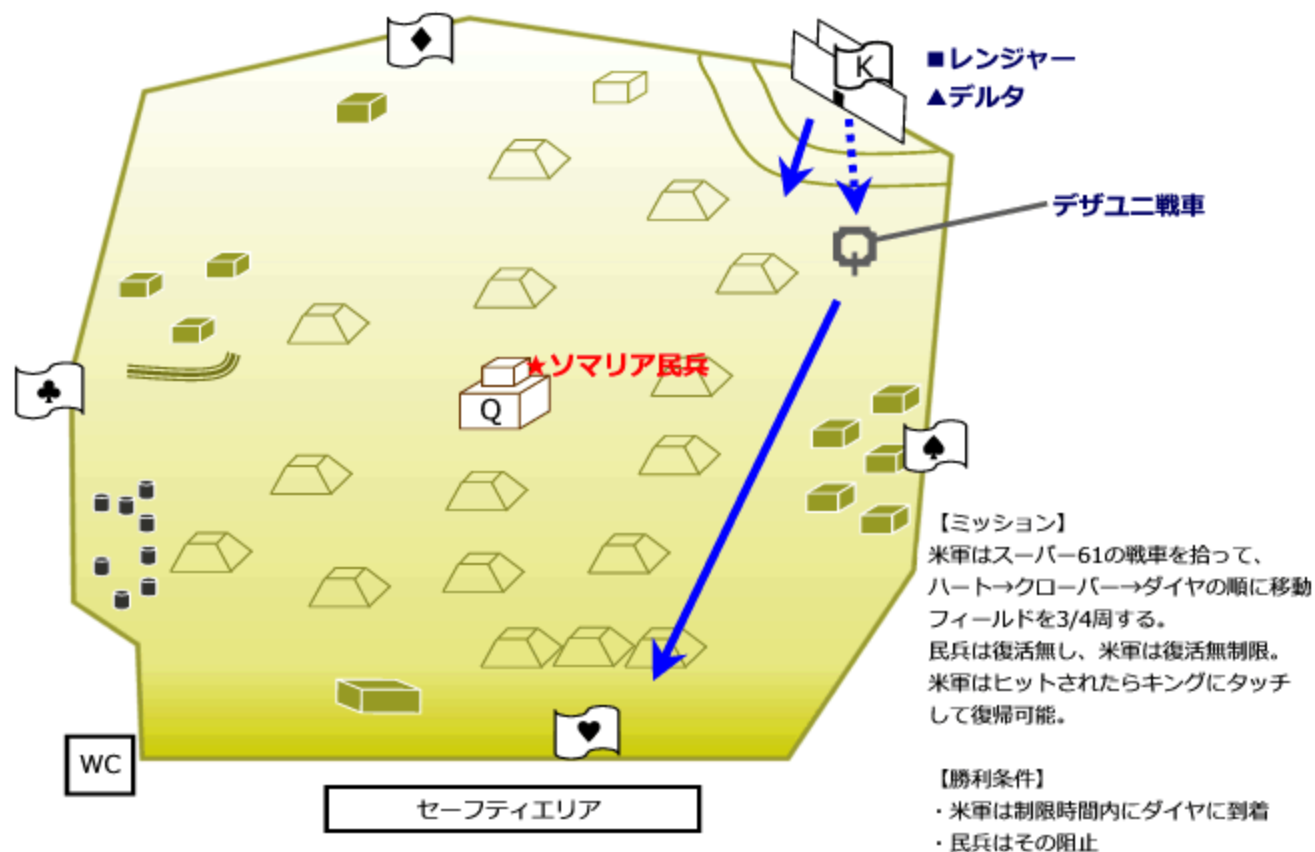 K
■レンジャー
▲デルタ
デザユニ戦車
★ソマリア民兵
Q
【ミッション】
米軍はスーパー61の戦車を拾って、
ハート→クローバー→ダイヤの順に移動
フィールドを3/4周する。
民兵は復活無し、米軍は復活無制限。
米軍はヒットされたらキングにタッチ
して復帰可能。
WC
セーフティエリア
【勝利条件】
・米軍は制限時間内にダイヤに到着
・民兵はその阻止